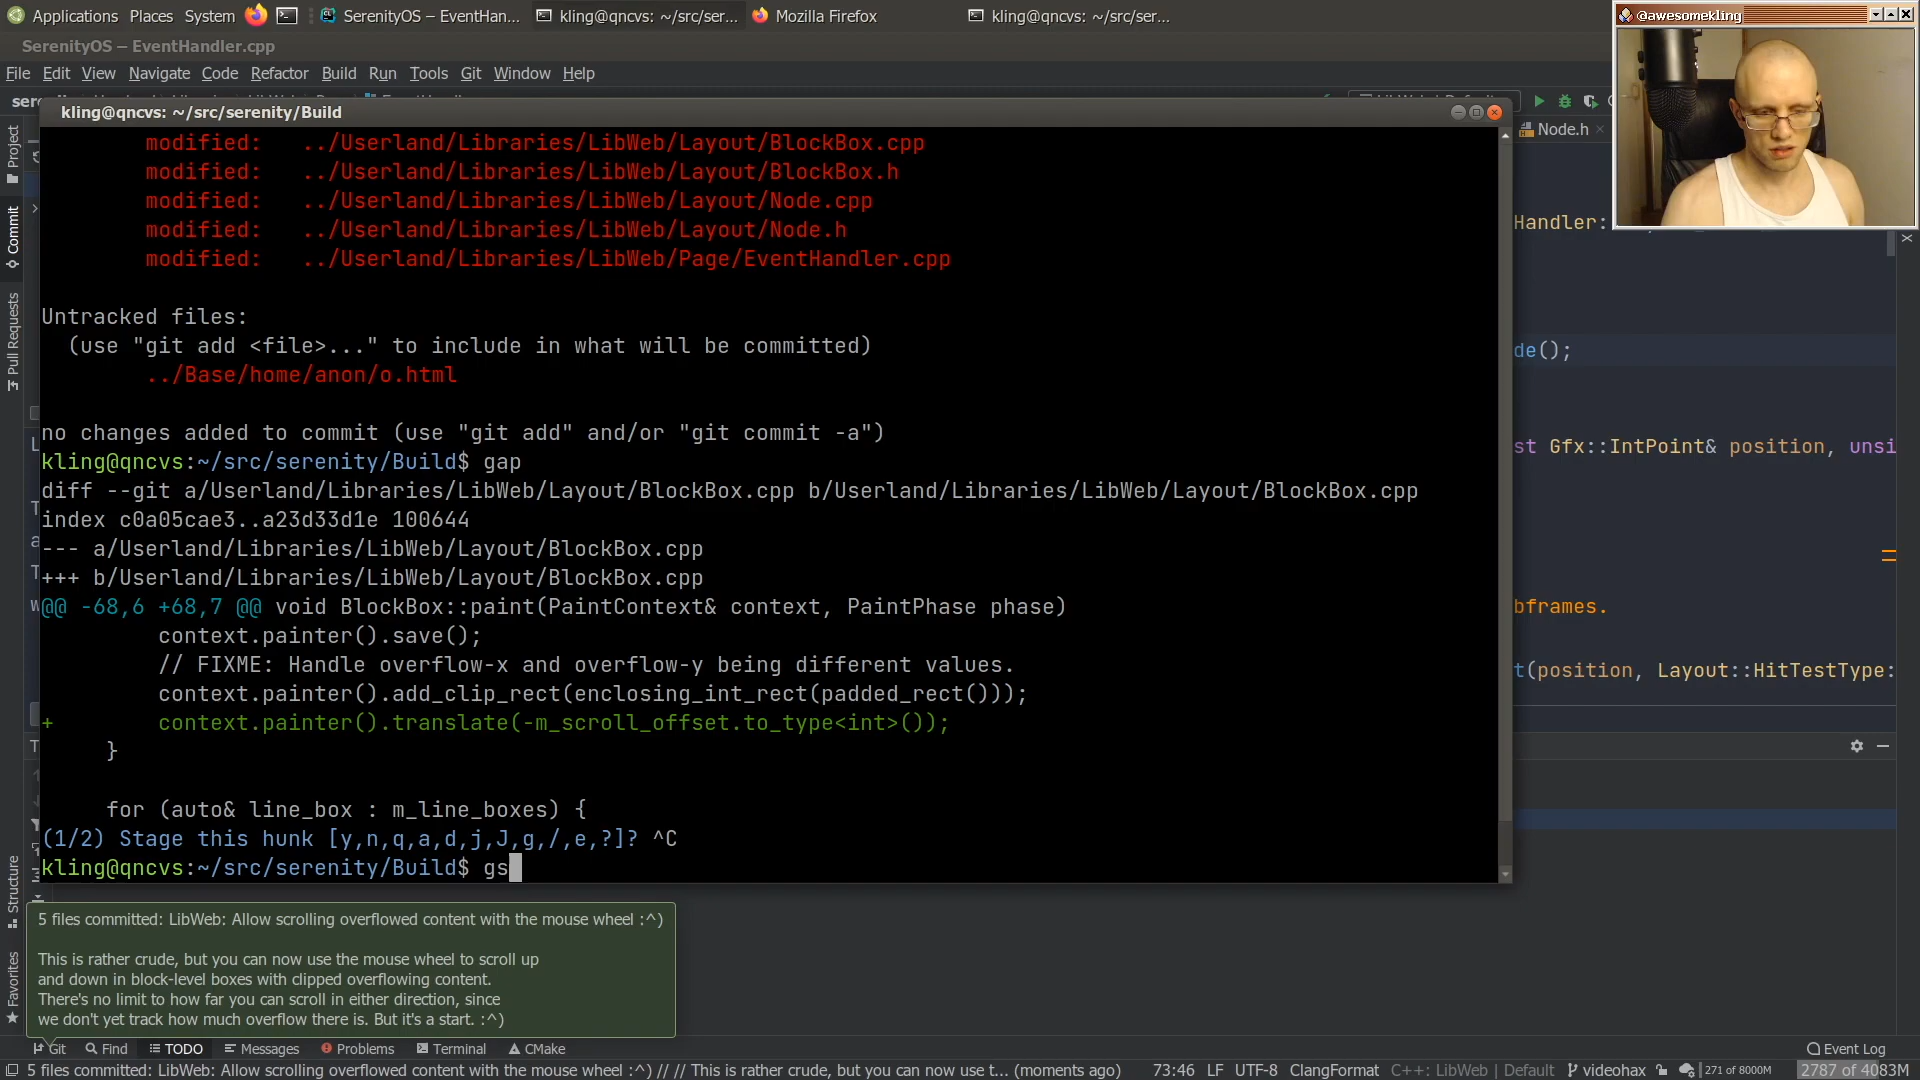 Applications Places System SerenityOS – EventHan... kling@qncvs: ~/src/ser... Mozilla Firefox kling@qncvs: ~/src/ser...
@awesomekling
SerenityOS – EventHandler.cpp
File Edit View Navigate Code Refactor Build Run Tools Git Window Help
kling@qncvs: ~/src/serenity/Build
Node.h
modified: ../Userland/Libraries/LibWeb/Layout/BlockBox.cpp
modified: ../Userland/Libraries/LibWeb/Layout/BlockBox.h
modified: ../Userland/Libraries/LibWeb/Layout/Node.cpp
modified: ../Userland/Libraries/LibWeb/Layout/Node.h
modified: ../Userland/Libraries/LibWeb/Page/EventHandler.cpp
Untracked files:
(use "git add <file>..." to include in what will be committed)
../Base/home/anon/o.html
no changes added to commit (use "git add" and/or "git commit -a")
kling@qncvs:~/src/serenity/Build$ gap
diff --git a/Userland/Libraries/LibWeb/Layout/BlockBox.cpp b/Userland/Libraries/LibWeb/Layout/BlockBox.cpp
index c0a05cae3..a23d33d1e 100644
--- a/Userland/Libraries/LibWeb/Layout/BlockBox.cpp
+++ b/Userland/Libraries/LibWeb/Layout/BlockBox.cpp
@@ -68,6 +68,7 @@ void BlockBox::paint(PaintContext& context, PaintPhase phase)
context.painter().save();
// FIXME: Handle overflow-x and overflow-y being different values.
context.painter().add_clip_rect(enclosing_int_rect(padded_rect()));
+ context.painter().translate(-m_scroll_offset.to_type<int>());
}
for (auto& line_box : m_line_boxes) {
(1/2) Stage this hunk [y,n,q,a,d,j,J,g,/,e,?]? ^C
kling@qncvs:~/src/serenity/Build$ gs
Handler:
de();
st Gfx::IntPoint& position, unsi
bframes.
t(position, Layout::HitTestType:
Project
Commit
Pull Requests
Structure
Favorites
5 files committed: LibWeb: Allow scrolling overflowed content with the mouse wheel :^)
This is rather crude, but you can now use the mouse wheel to scroll up
and down in block-level boxes with clipped overflowing content.
There's no limit to how far you can scroll in either direction, since
we don't yet track how much overflow there is. But it's a start. :^)
Git Find TODO Messages Problems Terminal CMake Event Log
5 files committed: LibWeb: Allow scrolling overflowed content with the mouse wheel :^) // // This is rather crude, but you can now use t... (moments ago) 73:46 LF UTF-8 ClangFormat C++: LibWeb | Default videohax 271 of 8000M 2787 of 4083M